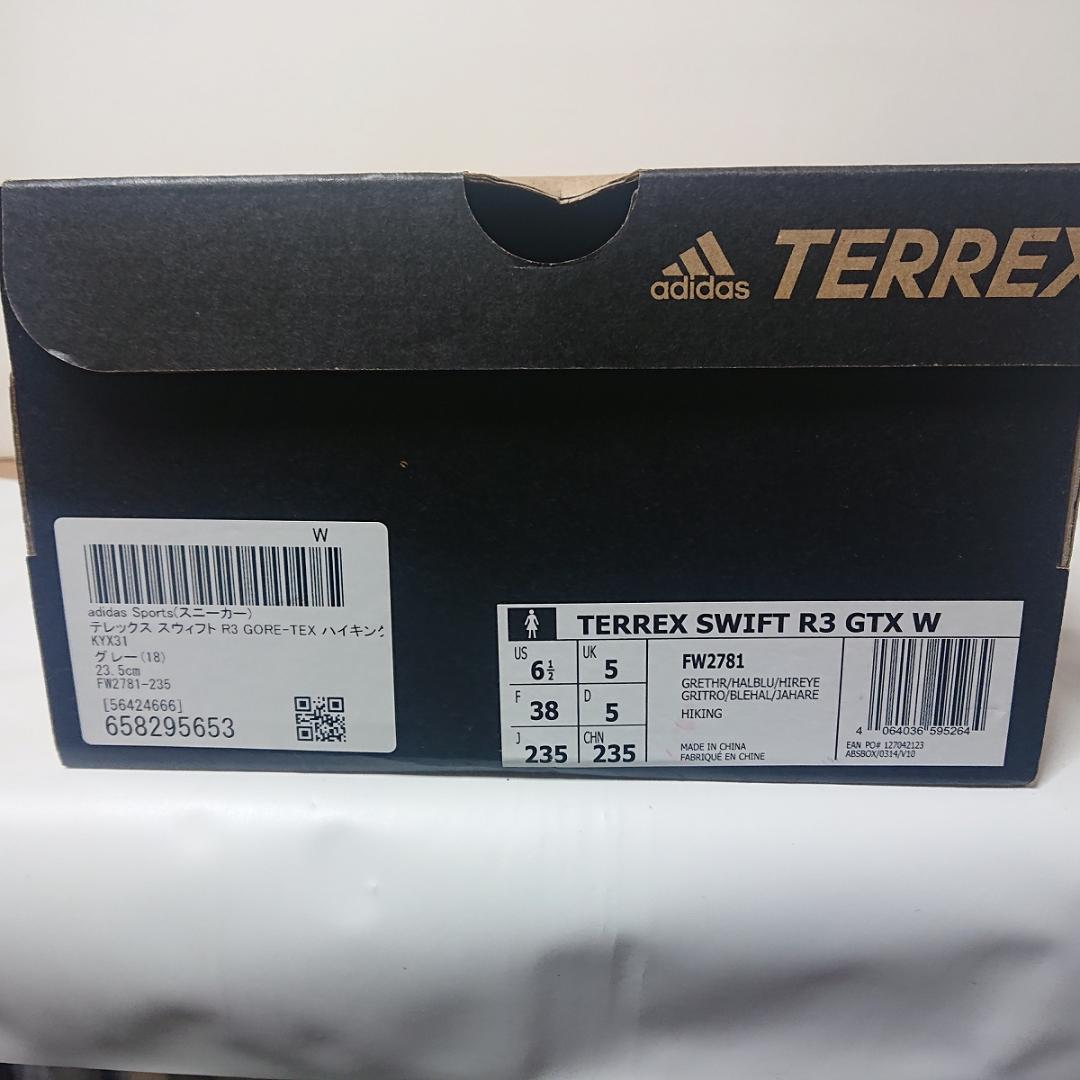 adidas TERREX
W
adidas Sports(スニーカー)
テレックス スウィフト R3 GORE-TEX ハイキング
KYX31
グレー(18)
23.5cm
FW2781-235
[56424666]
658295653
TERREX SWIFT R3 GTX W
US 6½ UK 5
F 38 D 5
J 235 CHN 235
FW2781
GRETHR/HALBLU/HIREYE
GRITRO/BLEHAL/JAHARE
HIKING
MADE IN CHINA
FABRIQUÉ EN CHINE
4 064036 595264
EAN PO# 127042123
ABSBOX/0314/V10